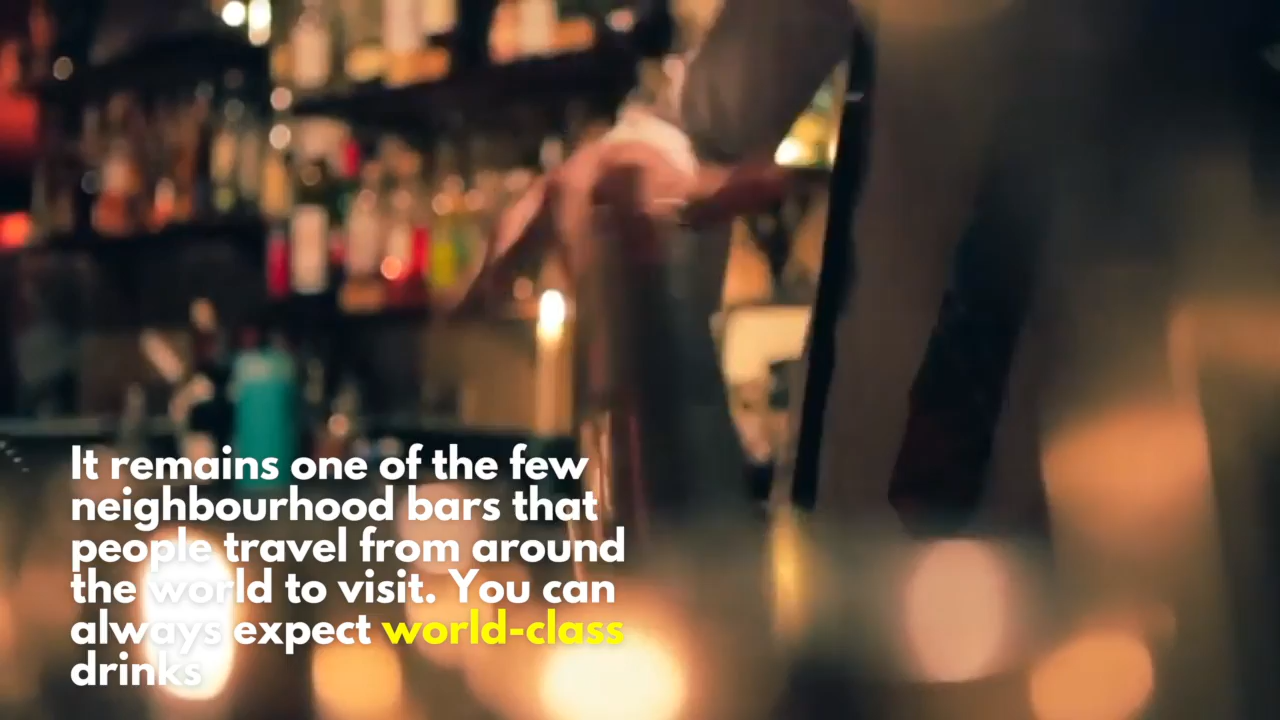 It remains one of the few
neighbourhood bars that
people travel from around
the world to visit. You can
always expect world-class
drinks